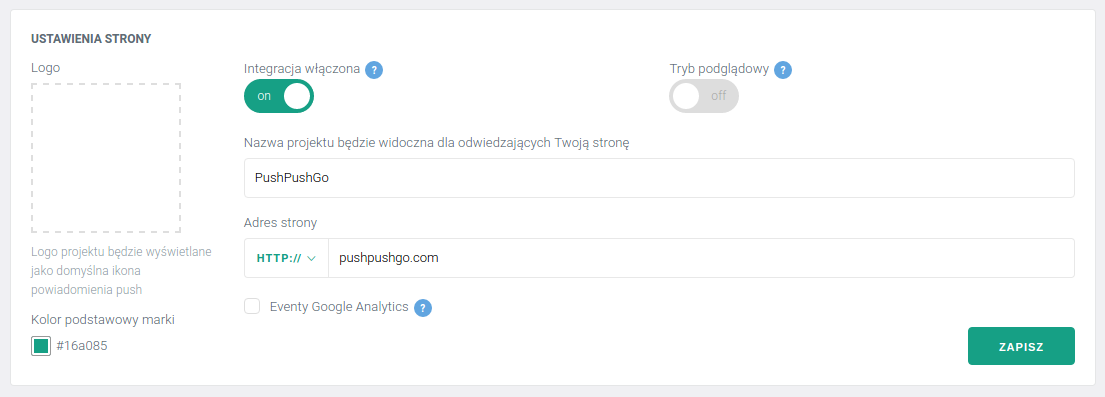 USTAWIENIA STRONY
Logo
Logo projektu będzie wyświetlane
jako domyślna ikona
powiadomienia push
Kolor podstawowy marki
#16a085
Integracja włączona ?
on
Tryb podglądowy ?
off
Nazwa projektu będzie widoczna dla odwiedzających Twoją stronę
PushPushGo
Adres strony
HTTP:// pushpushgo.com
Eventy Google Analytics ?
ZAPISZ